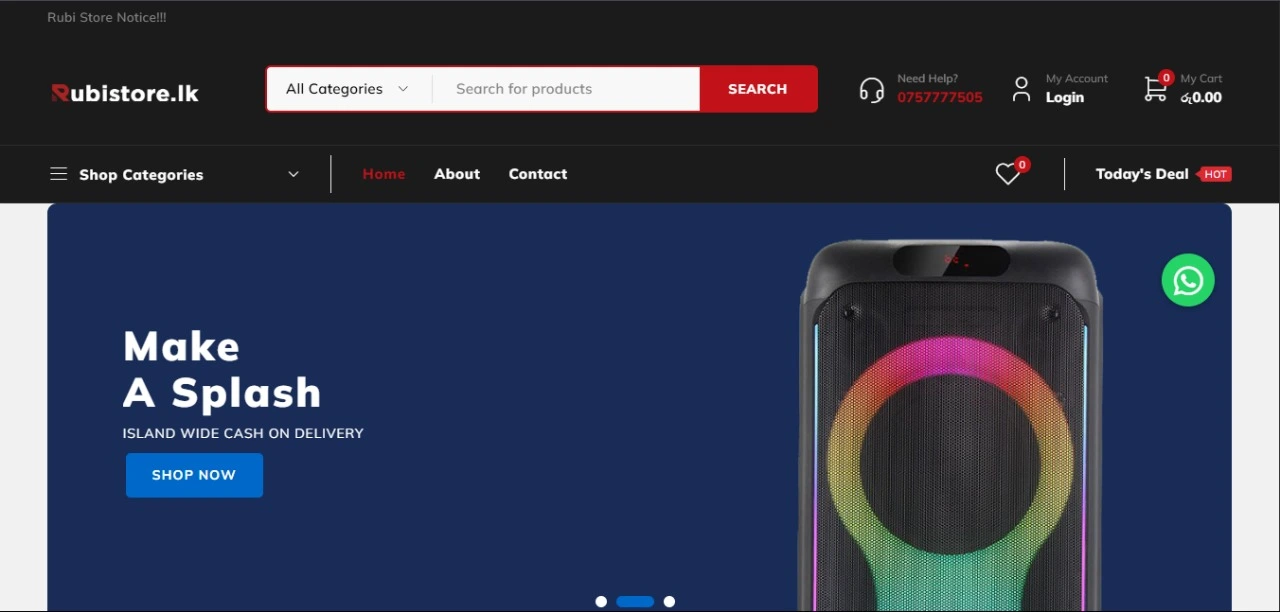 Rubi Store Notice!!!
Rubistore.lk
All Categories
Search for products
SEARCH
Need Help?
0757777505
My Account
Login
0
My Cart
රු0.00
Shop Categories
Home
About
Contact
0
Today's Deal
HOT
Make
A Splash
ISLAND WIDE CASH ON DELIVERY
SHOP NOW